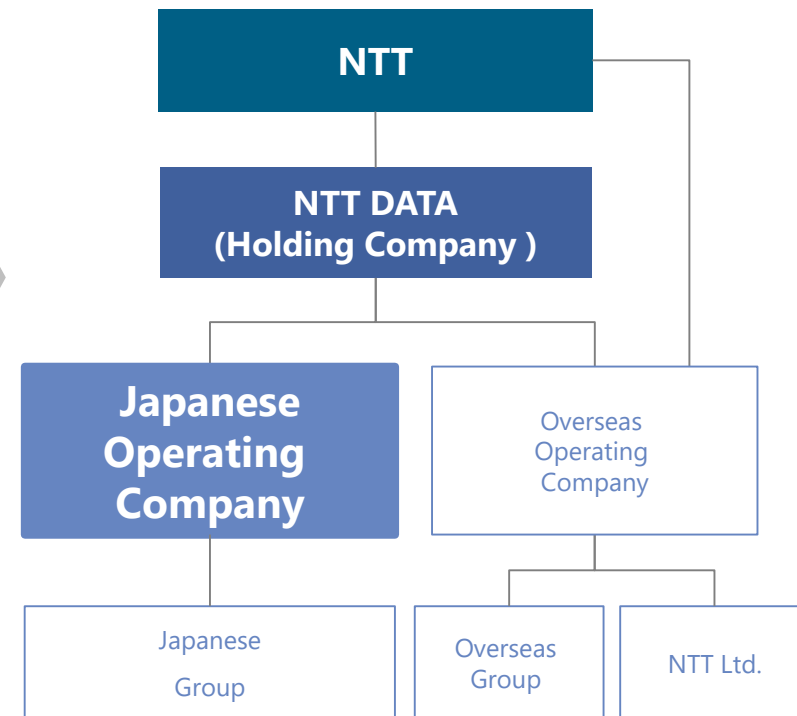 NTT
NTT DATA
(Holding Company )
Japanese
Operating
Company
Overseas
Operating
Company
Japanese
Group
Overseas
Group
NTT Ltd.